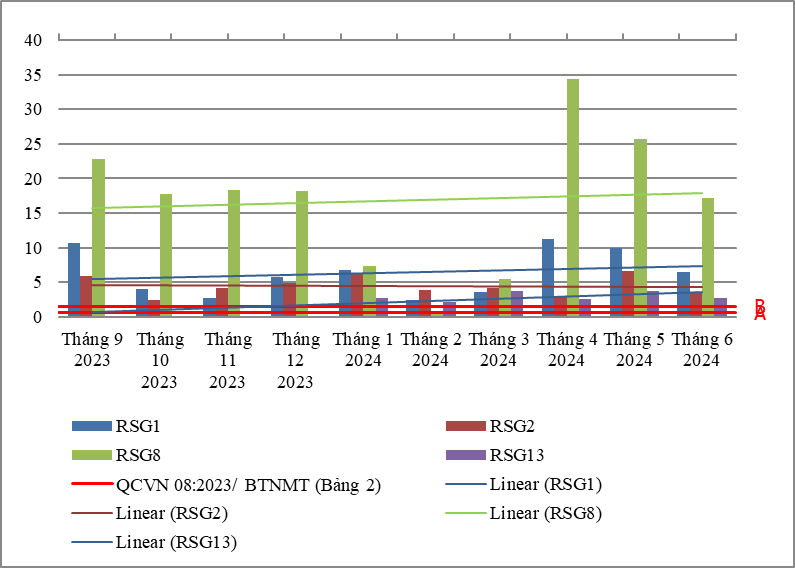 40
35
30
25
20
15
10
5
0
B
A
Tháng 9 Tháng Tháng Tháng Tháng 1 Tháng 2 Tháng 3 Tháng 4 Tháng 5 Tháng 6
2023 10 11 12 2024 2024 2024 2024 2024 2024
2023 2023 2023
RSG1 RSG2
RSG8 RSG13
QCVN 08:2023/ BTNMT (Bảng 2) Linear (RSG1)
Linear (RSG2) Linear (RSG8)
Linear (RSG13)